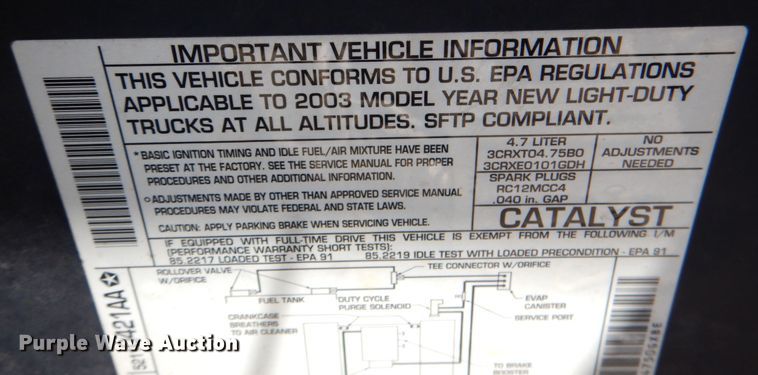 IMPORTANT VEHICLE INFORMATION
THIS VEHICLE CONFORMS TO U.S. EPA REGULATIONS
APPLICABLE TO 2003 MODEL YEAR NEW LIGHT-DUTY
TRUCKS AT ALL ALTITUDES. SFTP COMPLIANT.
* BASIC IGNITION TIMING AND IDLE FUEL/AIR MIXTURE HAVE BEEN
PRESET AT THE FACTORY. SEE THE SERVICE MANUAL FOR PROPER
PROCEDURES AND OTHER ADDITIONAL INFORMATION.
○ ADJUSTMENTS MADE BY OTHER THAN APPROVED SERVICE MANUAL
PROCEDURES MAY VIOLATE FEDERAL AND STATE LAWS.
CAUTION: APPLY PARKING BRAKE WHEN SERVICING VEHICLE.
4.7 LITER
3CRXT04.75B0
3CRXE0101GDH
SPARK PLUGS
RC12MCC4
.040 in. GAP
NO
ADJUSTMENTS
NEEDED
CATALYST
IF EQUIPPED WITH FULL-TIME DRIVE THIS VEHICLE IS EXEMPT FROM THE FOLLOWING I/M
(PERFORMANCE WARRANTY SHORT TESTS):
85.2217 LOADED TEST - EPA 91 85.2219 IDLE TEST WITH LOADED PRECONDITION - EPA 91
ROLLOVER VALVE
W/ORIFICE
TEE CONNECTOR W/ORIFICE
FUEL TANK
DUTY CYCLE
PURGE SOLENOID
EVAP
CANISTER
SERVICE PORT
CRANKCASE
BREATHERS
TO AIR CLEANER
TO BRAKE
BOOSTER
421AA
Purple Wave Auction